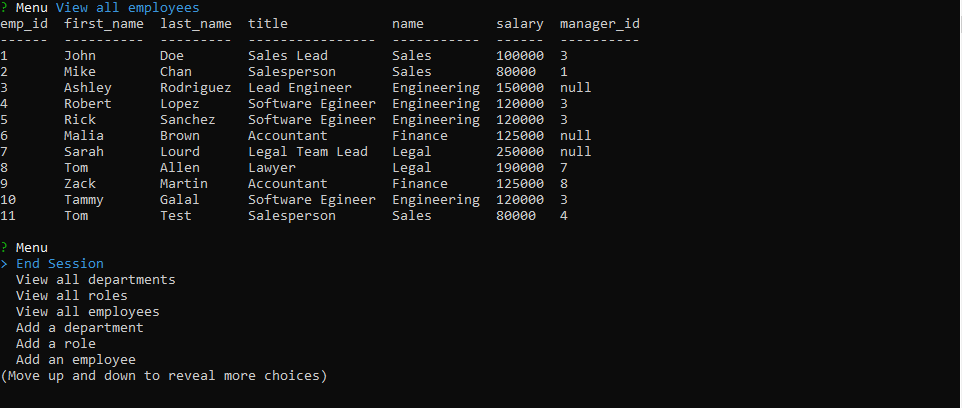 ? Menu View all employees
emp_id  first_name  last_name  title             name         salary  manager_id
------  ----------  ---------  ----------------  -----------  ------  ----------
1       John        Doe        Sales Lead        Sales        100000  3
2       Mike        Chan       Salesperson       Sales        80000   1
3       Ashley      Rodriguez  Lead Engineer     Engineering  150000  null
4       Robert      Lopez      Software Egineer  Engineering  120000  3
5       Rick        Sanchez    Software Egineer  Engineering  120000  3
6       Malia       Brown      Accountant        Finance      125000  null
7       Sarah       Lourd      Legal Team Lead   Legal        250000  null
8       Tom         Allen      Lawyer            Legal        190000  7
9       Zack        Martin     Accountant        Finance      125000  8
10      Tammy       Galal      Software Egineer  Engineering  120000  3
11      Tom         Test       Salesperson       Sales        80000   4
? Menu
> End Session
  View all departments
  View all roles
  View all employees
  Add a department
  Add a role
  Add an employee
(Move up and down to reveal more choices)